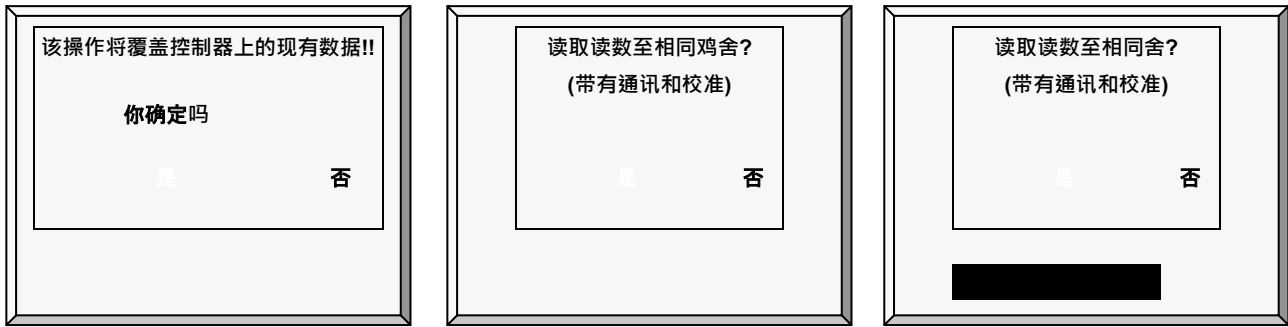 该操作将覆盖控制器上的现有数据!!
你确定吗
是 否
读取读数至相同鸡舍?
(带有通讯和校准)
是 否
读取读数至相同舍?
(带有通讯和校准)
是 否